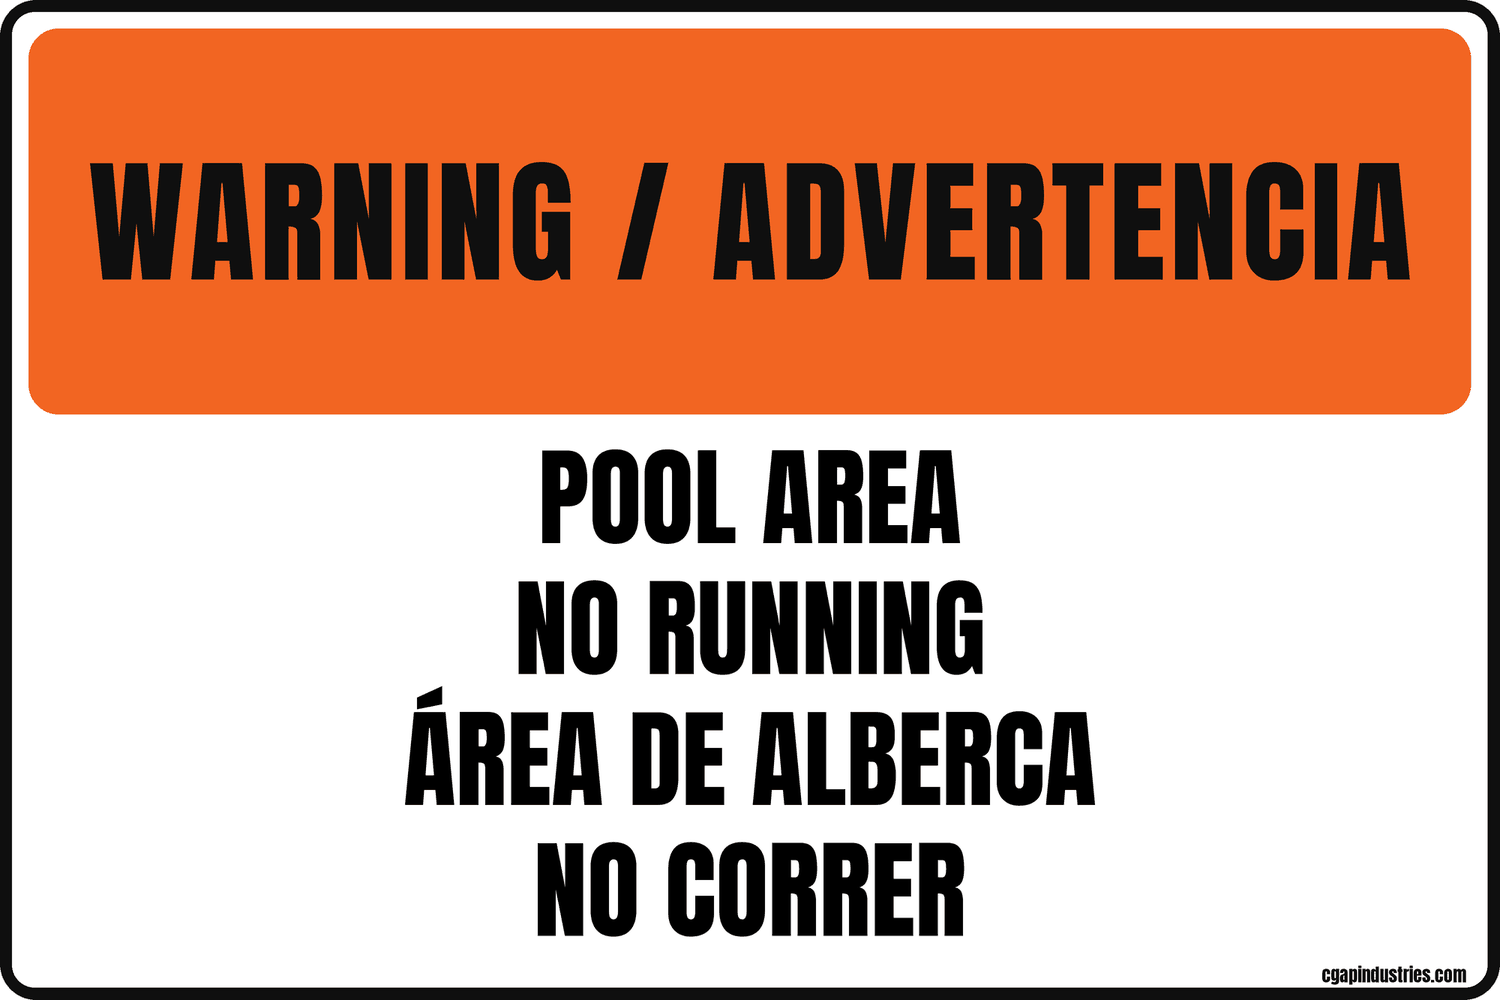 WARNING / ADVERTENCIA
POOL AREA
NO RUNNING
ÁREA DE ALBERCA
NO CORRER
cgapindustries.com